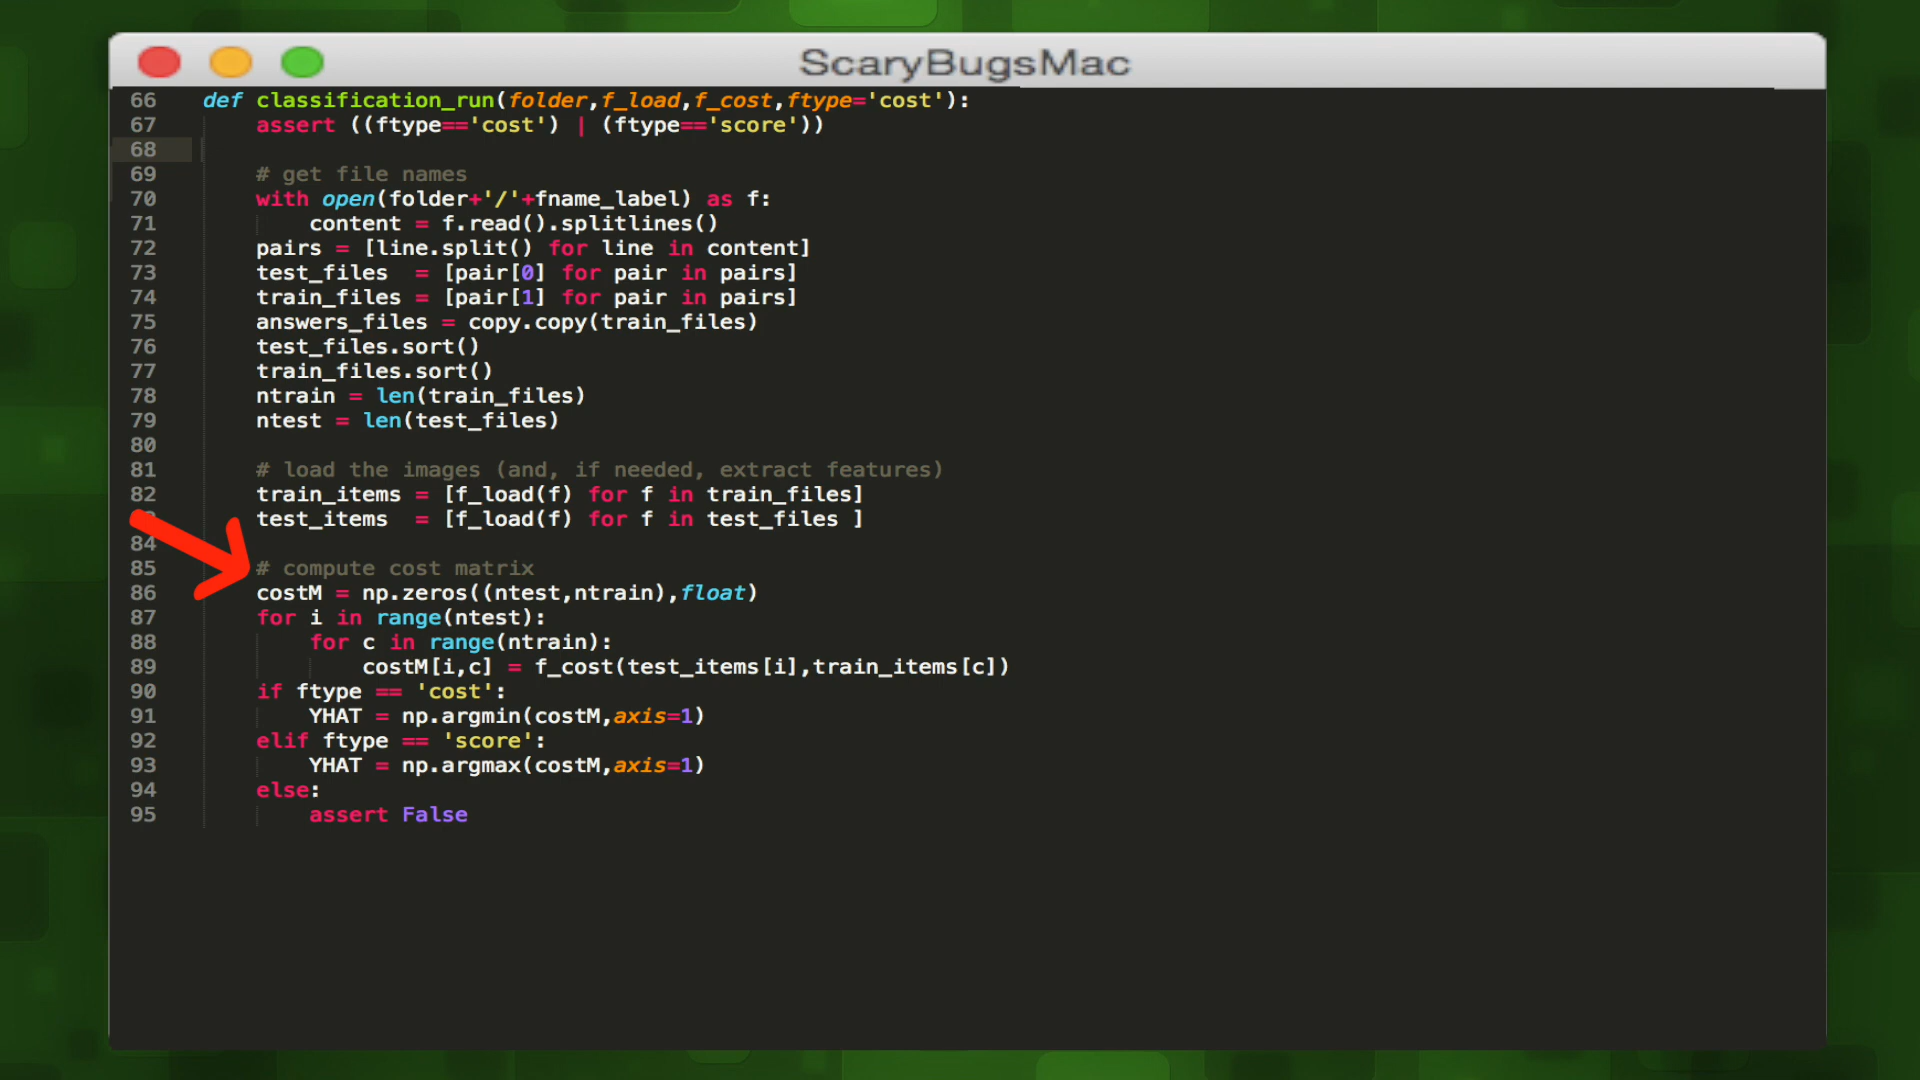 ScaryBugsMac
66 def classification_run(folder,f_load,f_cost,ftype='cost'):
67 assert ((ftype=='cost') | (ftype=='score'))
68
69 # get file names
70 with open(folder+'/'+fname_label) as f:
71 content = f.read().splitlines()
72 pairs = [line.split() for line in content]
73 test_files  = [pair[0] for pair in pairs]
74 train_files = [pair[1] for pair in pairs]
75 answers_files = copy.copy(train_files)
76 test_files.sort()
77 train_files.sort()
78 ntrain = len(train_files)
79 ntest = len(test_files)
80
81 # load the images (and, if needed, extract features)
82 train_items = [f_load(f) for f in train_files]
test_items  = [f_load(f) for f in test_files ]
84
85 # compute cost matrix
86 costM = np.zeros((ntest,ntrain),float)
87 for i in range(ntest):
88 for c in range(ntrain):
89 costM[i,c] = f_cost(test_items[i],train_items[c])
90 if ftype == 'cost':
91 YHAT = np.argmin(costM,axis=1)
92 elif ftype == 'score':
93 YHAT = np.argmax(costM,axis=1)
94 else:
95 assert False